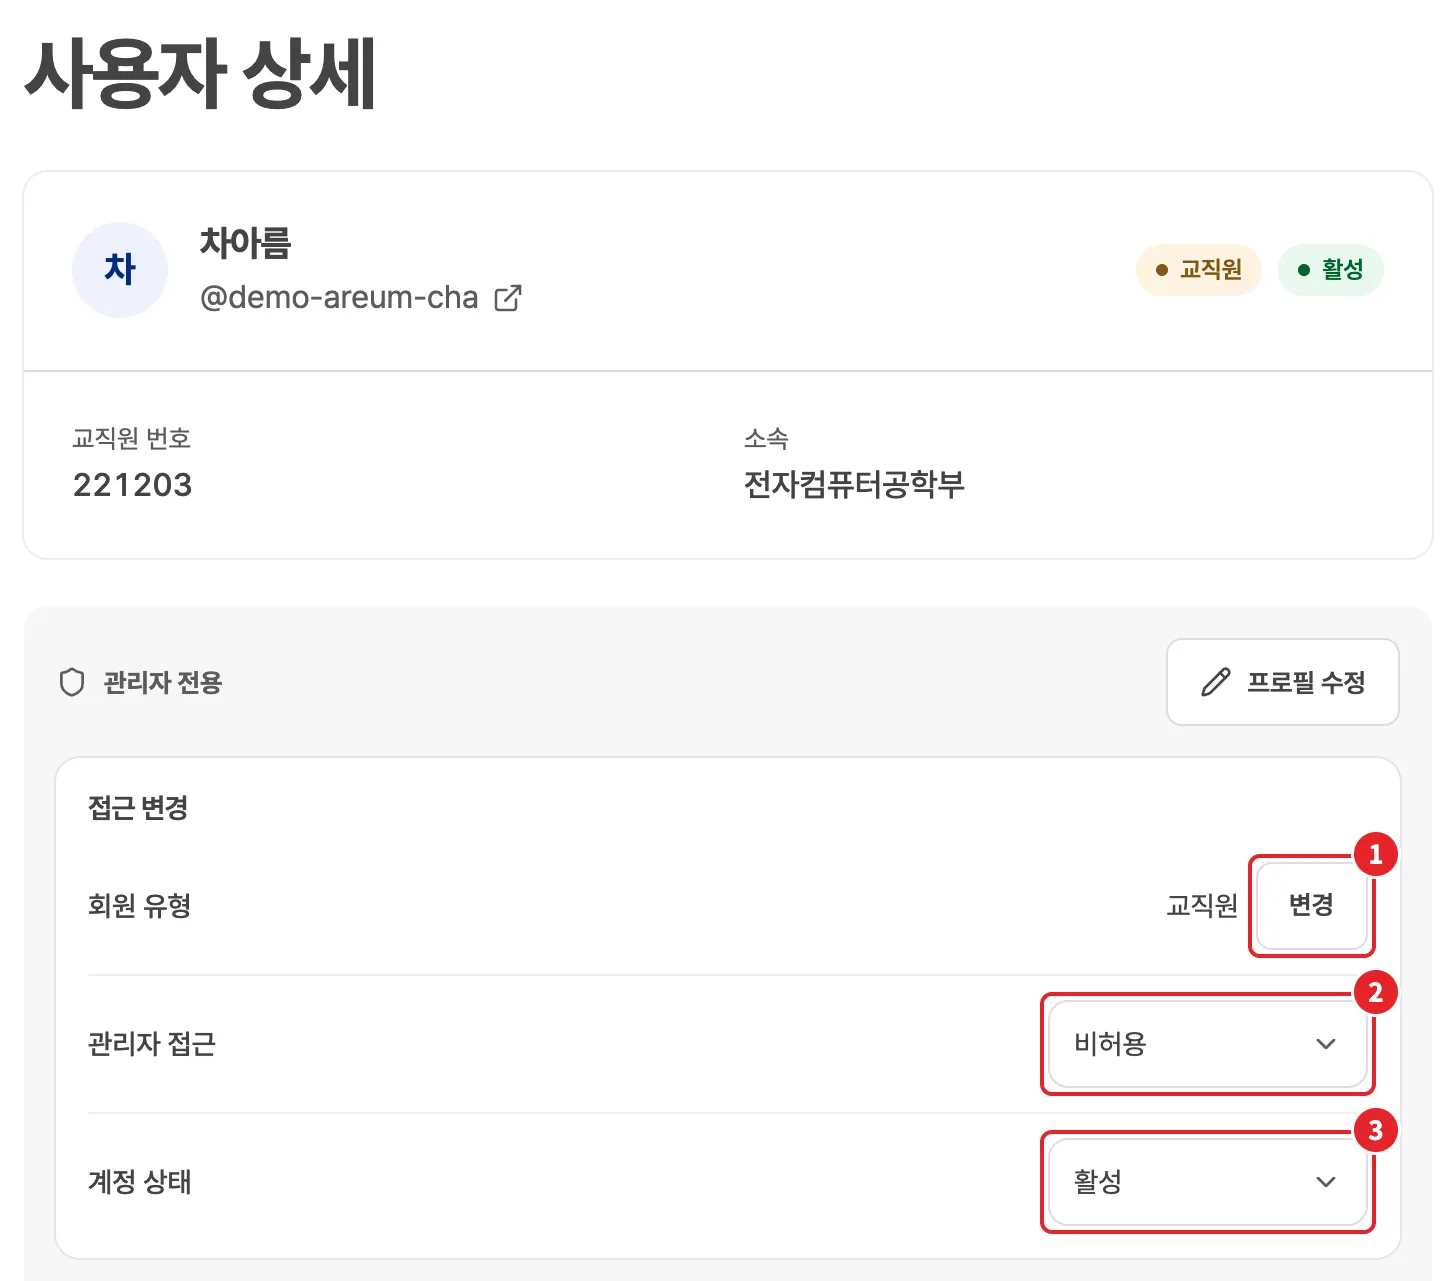 사용자 상세
차
차아름
@demo-areum-cha
교직원
활성
교직원 번호
221203
소속
전자컴퓨터공학부
관리자 전용
프로필 수정
접근 변경
회원 유형
교직원
변경
1
관리자 접근
비허용
2
계정 상태
활성
3